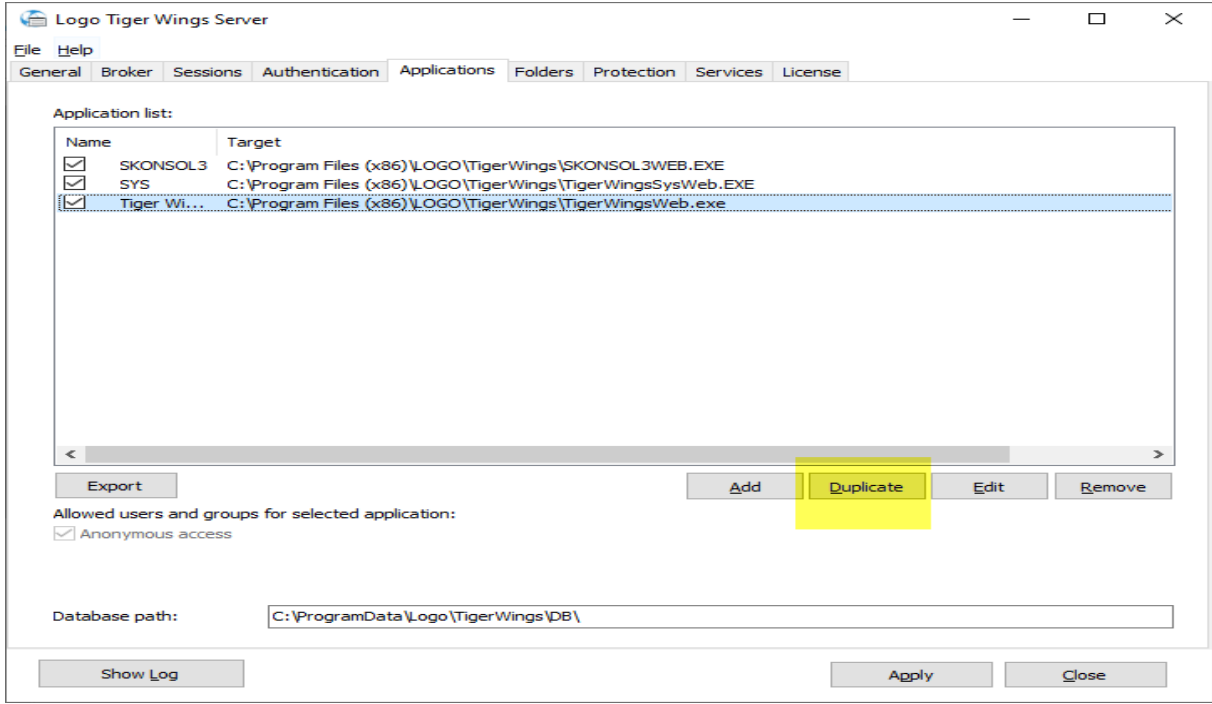 Logo Tiger Wings Server
File Help
General Broker Sessions Authentication Applications Folders Protection Services License
Application list:
Name Target
SKONSOL3 C:\Program Files (x86)\LOGO\TigerWings\SKONSOL3WEB.EXE
SYS C:\Program Files (x86)\LOGO\TigerWings\TigerWingsSysWeb.EXE
Tiger Wi... C:\Program Files (x86)\LOGO\TigerWings\TigerWingsWeb.exe
Export Add Duplicate Edit Remove
Allowed users and groups for selected application:
Anonymous access
Database path: C:\ProgramData\Logo\TigerWings\DB\
Show Log Apply Close